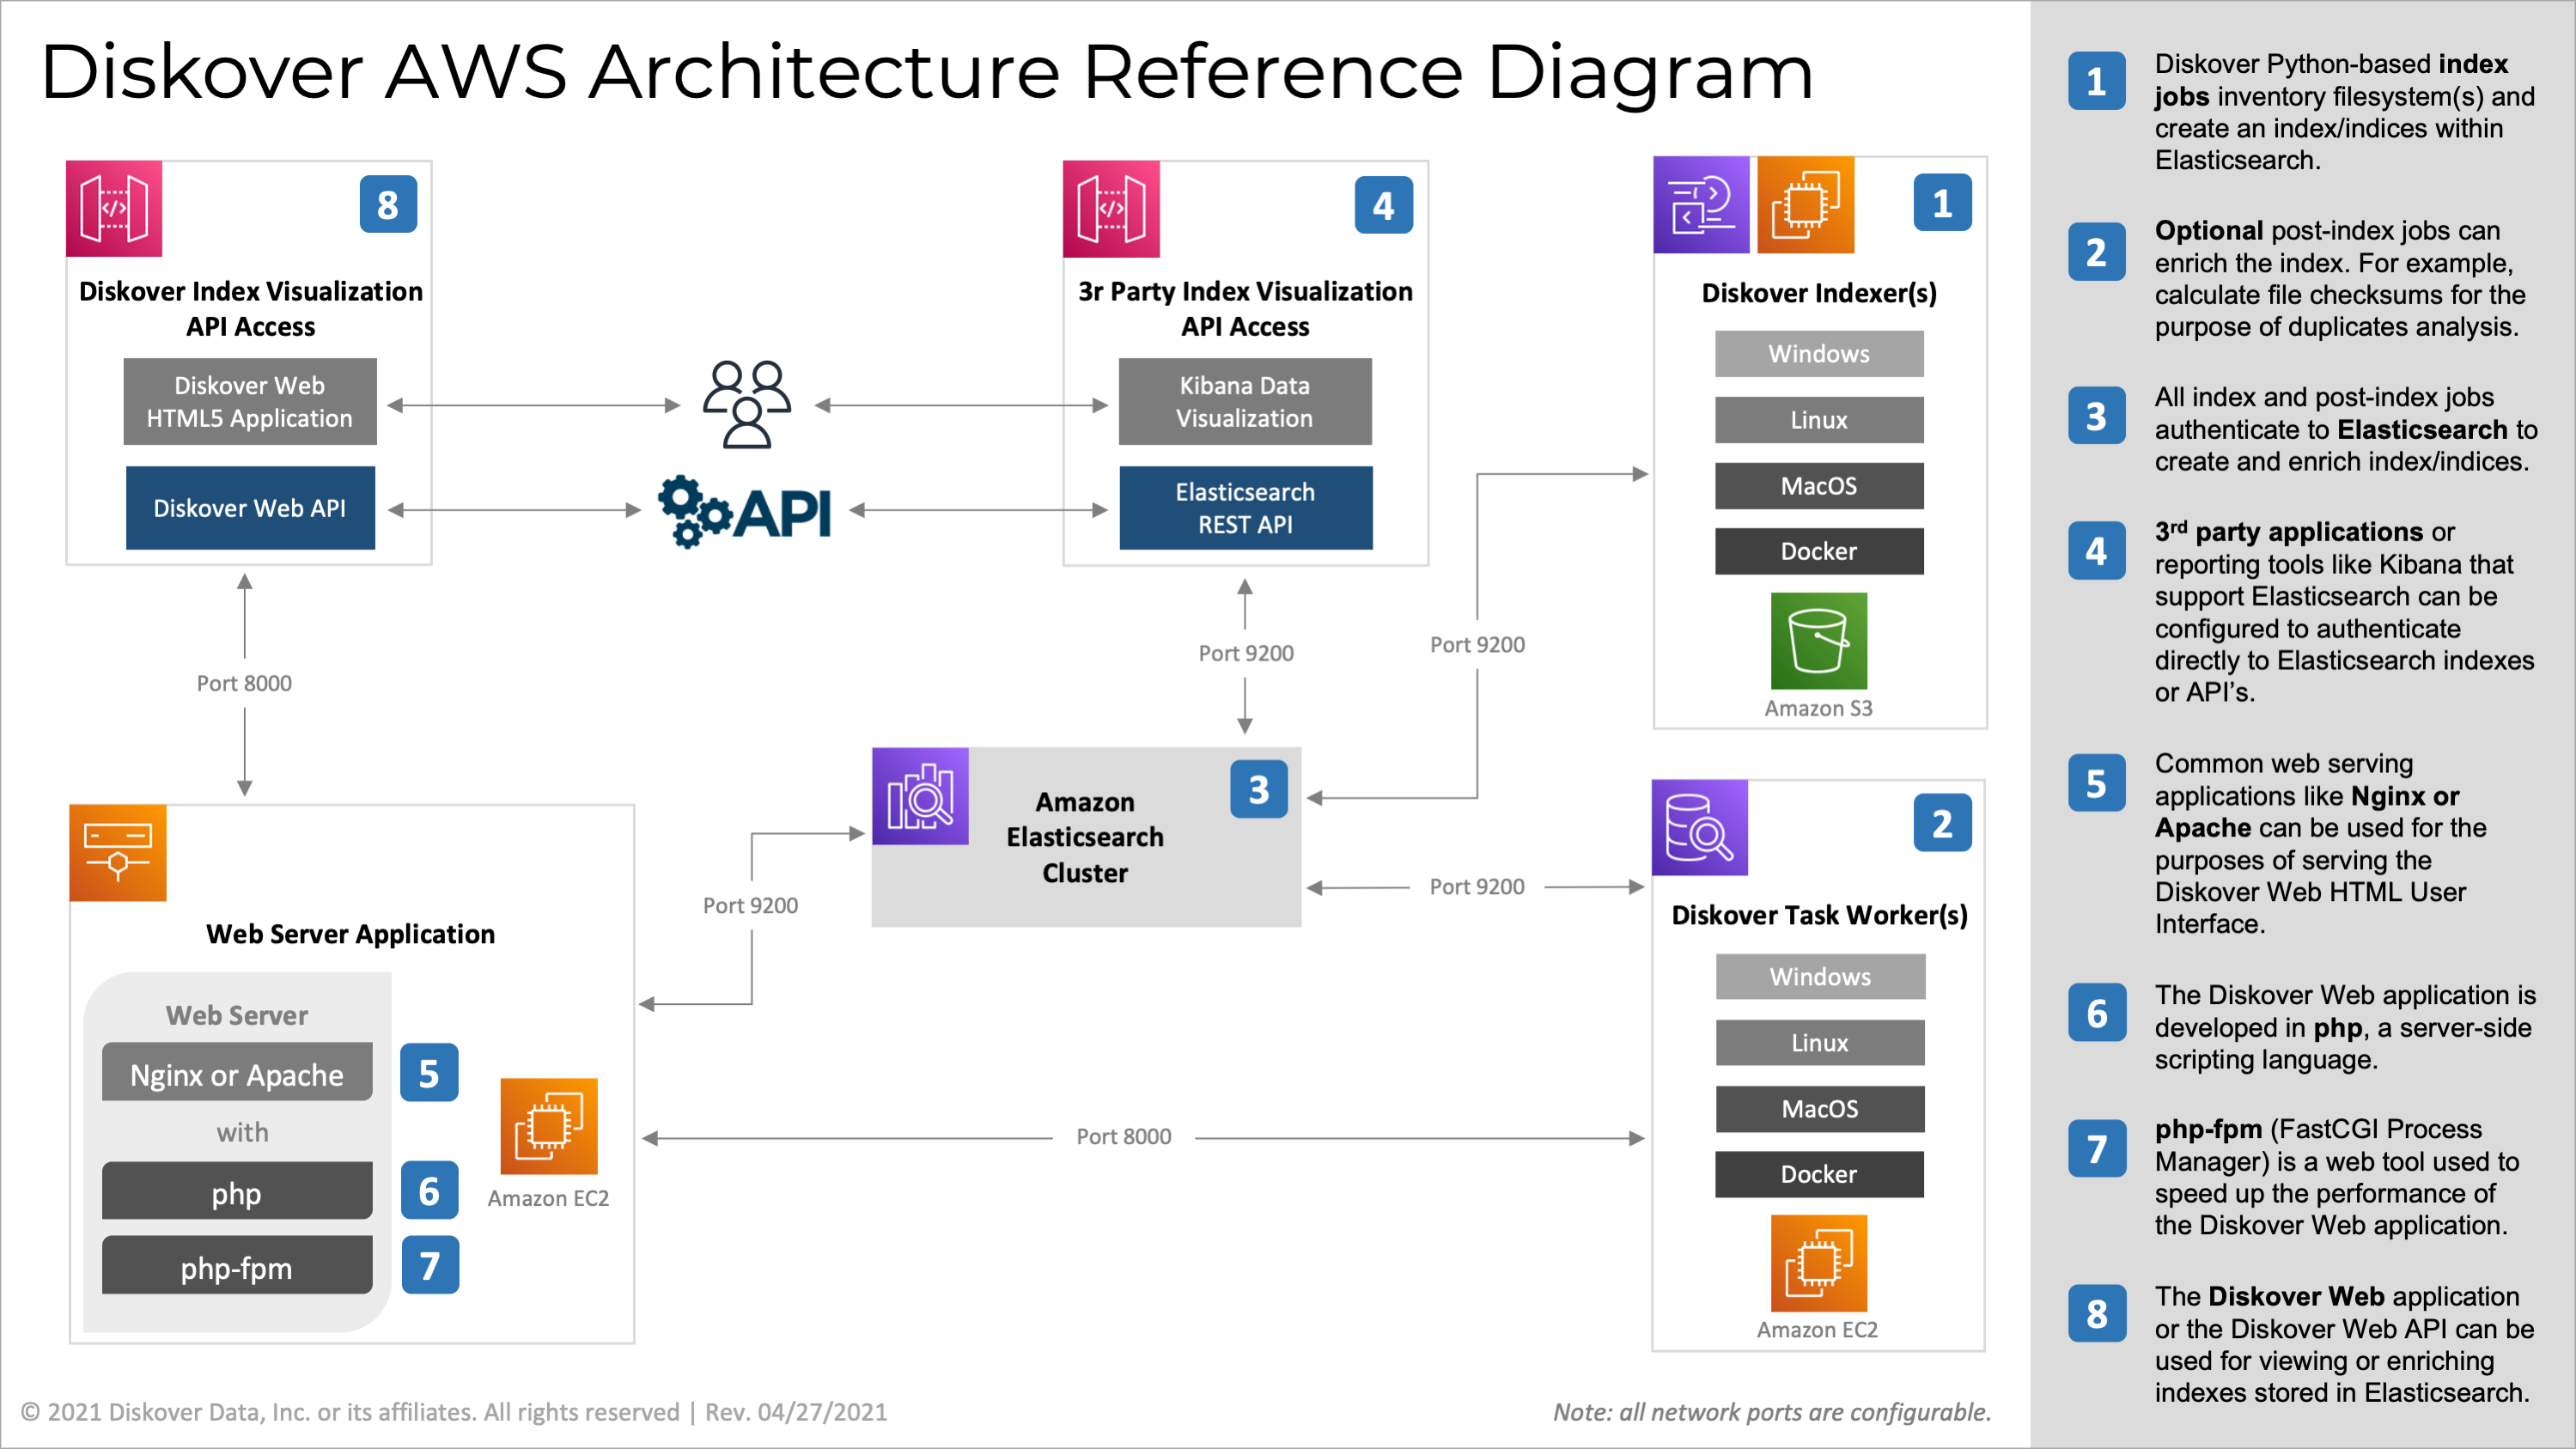 Diskover AWS Architecture Reference Diagram
8
Diskover Index Visualization
API Access
Diskover Web
HTML5 Application
Diskover Web API
API
4
3r Party Index Visualization
API Access
Kibana Data
Visualization
Elasticsearch
REST API
1
Diskover Indexer(s)
Windows
Linux
MacOS
Docker
Amazon S3
Port 8000
Port 9200
Port 9200
3
Amazon
Elasticsearch
Cluster
Port 9200
Port 9200
2
Diskover Task Worker(s)
Windows
Linux
MacOS
Docker
Amazon EC2
Web Server Application
Web Server
Nginx or Apache
5
with
php
6
php-fpm
7
Amazon EC2
Port 8000
© 2021 Diskover Data, Inc. or its affiliates. All rights reserved | Rev. 04/27/2021
Note: all network ports are configurable.
1
Diskover Python-based index
jobs inventory filesystem(s) and
create an index/indices within
Elasticsearch.
2
Optional post-index jobs can
enrich the index. For example,
calculate file checksums for the
purpose of duplicates analysis.
3
All index and post-index jobs
authenticate to Elasticsearch to
create and enrich index/indices.
4
3rd party applications or
reporting tools like Kibana that
support Elasticsearch can be
configured to authenticate
directly to Elasticsearch indexes
or API’s.
5
Common web serving
applications like Nginx or
Apache can be used for the
purposes of serving the
Diskover Web HTML User
Interface.
6
The Diskover Web application is
developed in php, a server-side
scripting language.
7
php-fpm (FastCGI Process
Manager) is a web tool used to
speed up the performance of
the Diskover Web application.
8
The Diskover Web application
or the Diskover Web API can be
used for viewing or enriching
indexes stored in Elasticsearch.